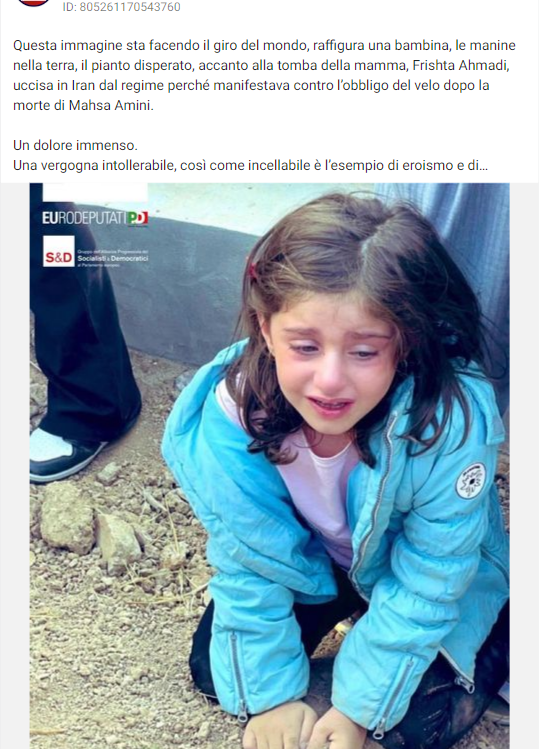 ID: 805261170543760
Questa immagine sta facendo il giro del mondo, raffigura una bambina, le manine
nella terra, il pianto disperato, accanto alla tomba della mamma, Frishta Ahmadi,
uccisa in Iran dal regime perché manifestava contro l'obbligo del velo dopo la
morte di Mahsa Amini.
Un dolore immenso.
Una vergogna intollerabile, così come incellabile è l'esempio di eroismo e di...
EURODEPUTATI PD
S&D
Gruppo dell'Alleanza Progressista dei
Socialisti e Democratici
al Parlamento europeo